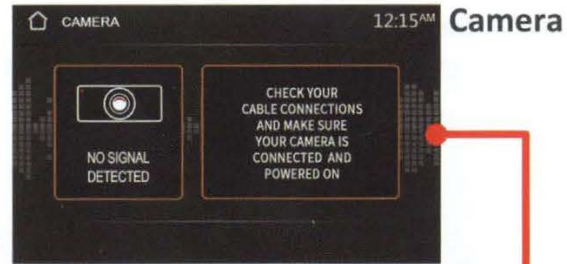 CAMERA 12:15AM
Camera
NO SIGNAL
DETECTED
CHECK YOUR
CABLE CONNECTIONS
AND MAKE SURE
YOUR CAMERA IS
CONNECTED AND
POWERED ON